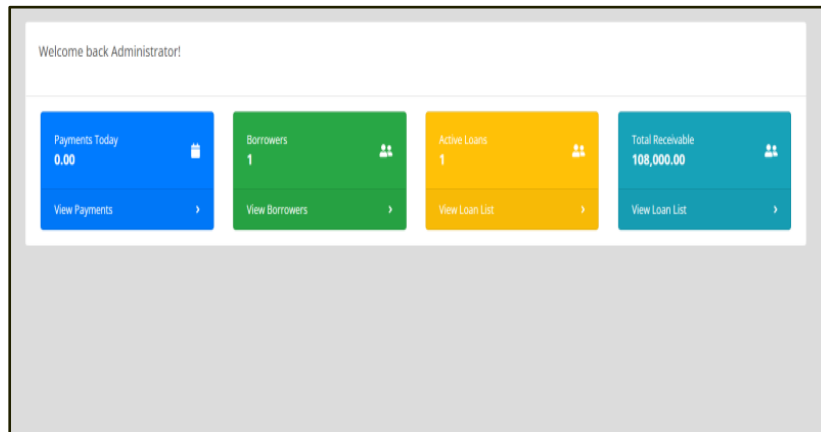 Welcome back Administrator!
Payments Today
0.00
View Payments
Borrowers
1
View Borrowers
Active Loans
1
View Loan List
Total Receivable
108,000.00
View Loan List